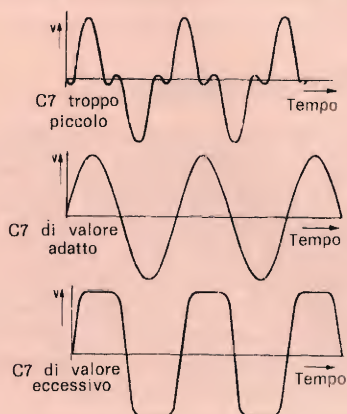 V
C7 troppo
piccolo
Tempo
V
C7 di valore
adatto
Tempo
V
C7 di valore
eccessivo
Tempo